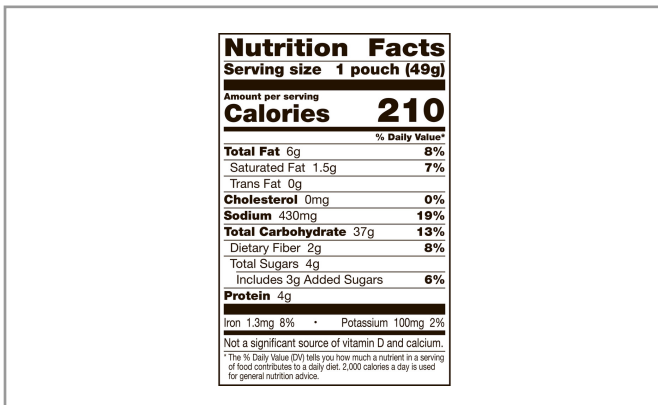 Nutrition Facts
Serving size 1 pouch (49g)
Amount per serving
Calories 210
% Daily Value*
Total Fat 6g 8%
Saturated Fat 1.5g 7%
Trans Fat 0g
Cholesterol 0mg 0%
Sodium 430mg 19%
Total Carbohydrate 37g 13%
Dietary Fiber 2g 8%
Total Sugars 4g
Includes 3g Added Sugars 6%
Protein 4g
Iron 1.3mg 8% • Potassium 100mg 2%
Not a significant source of vitamin D and calcium.
* The % Daily Value (DV) tells you how much a nutrient in a serving
of food contributes to a daily diet. 2,000 calories a day is used
for general nutrition advice.